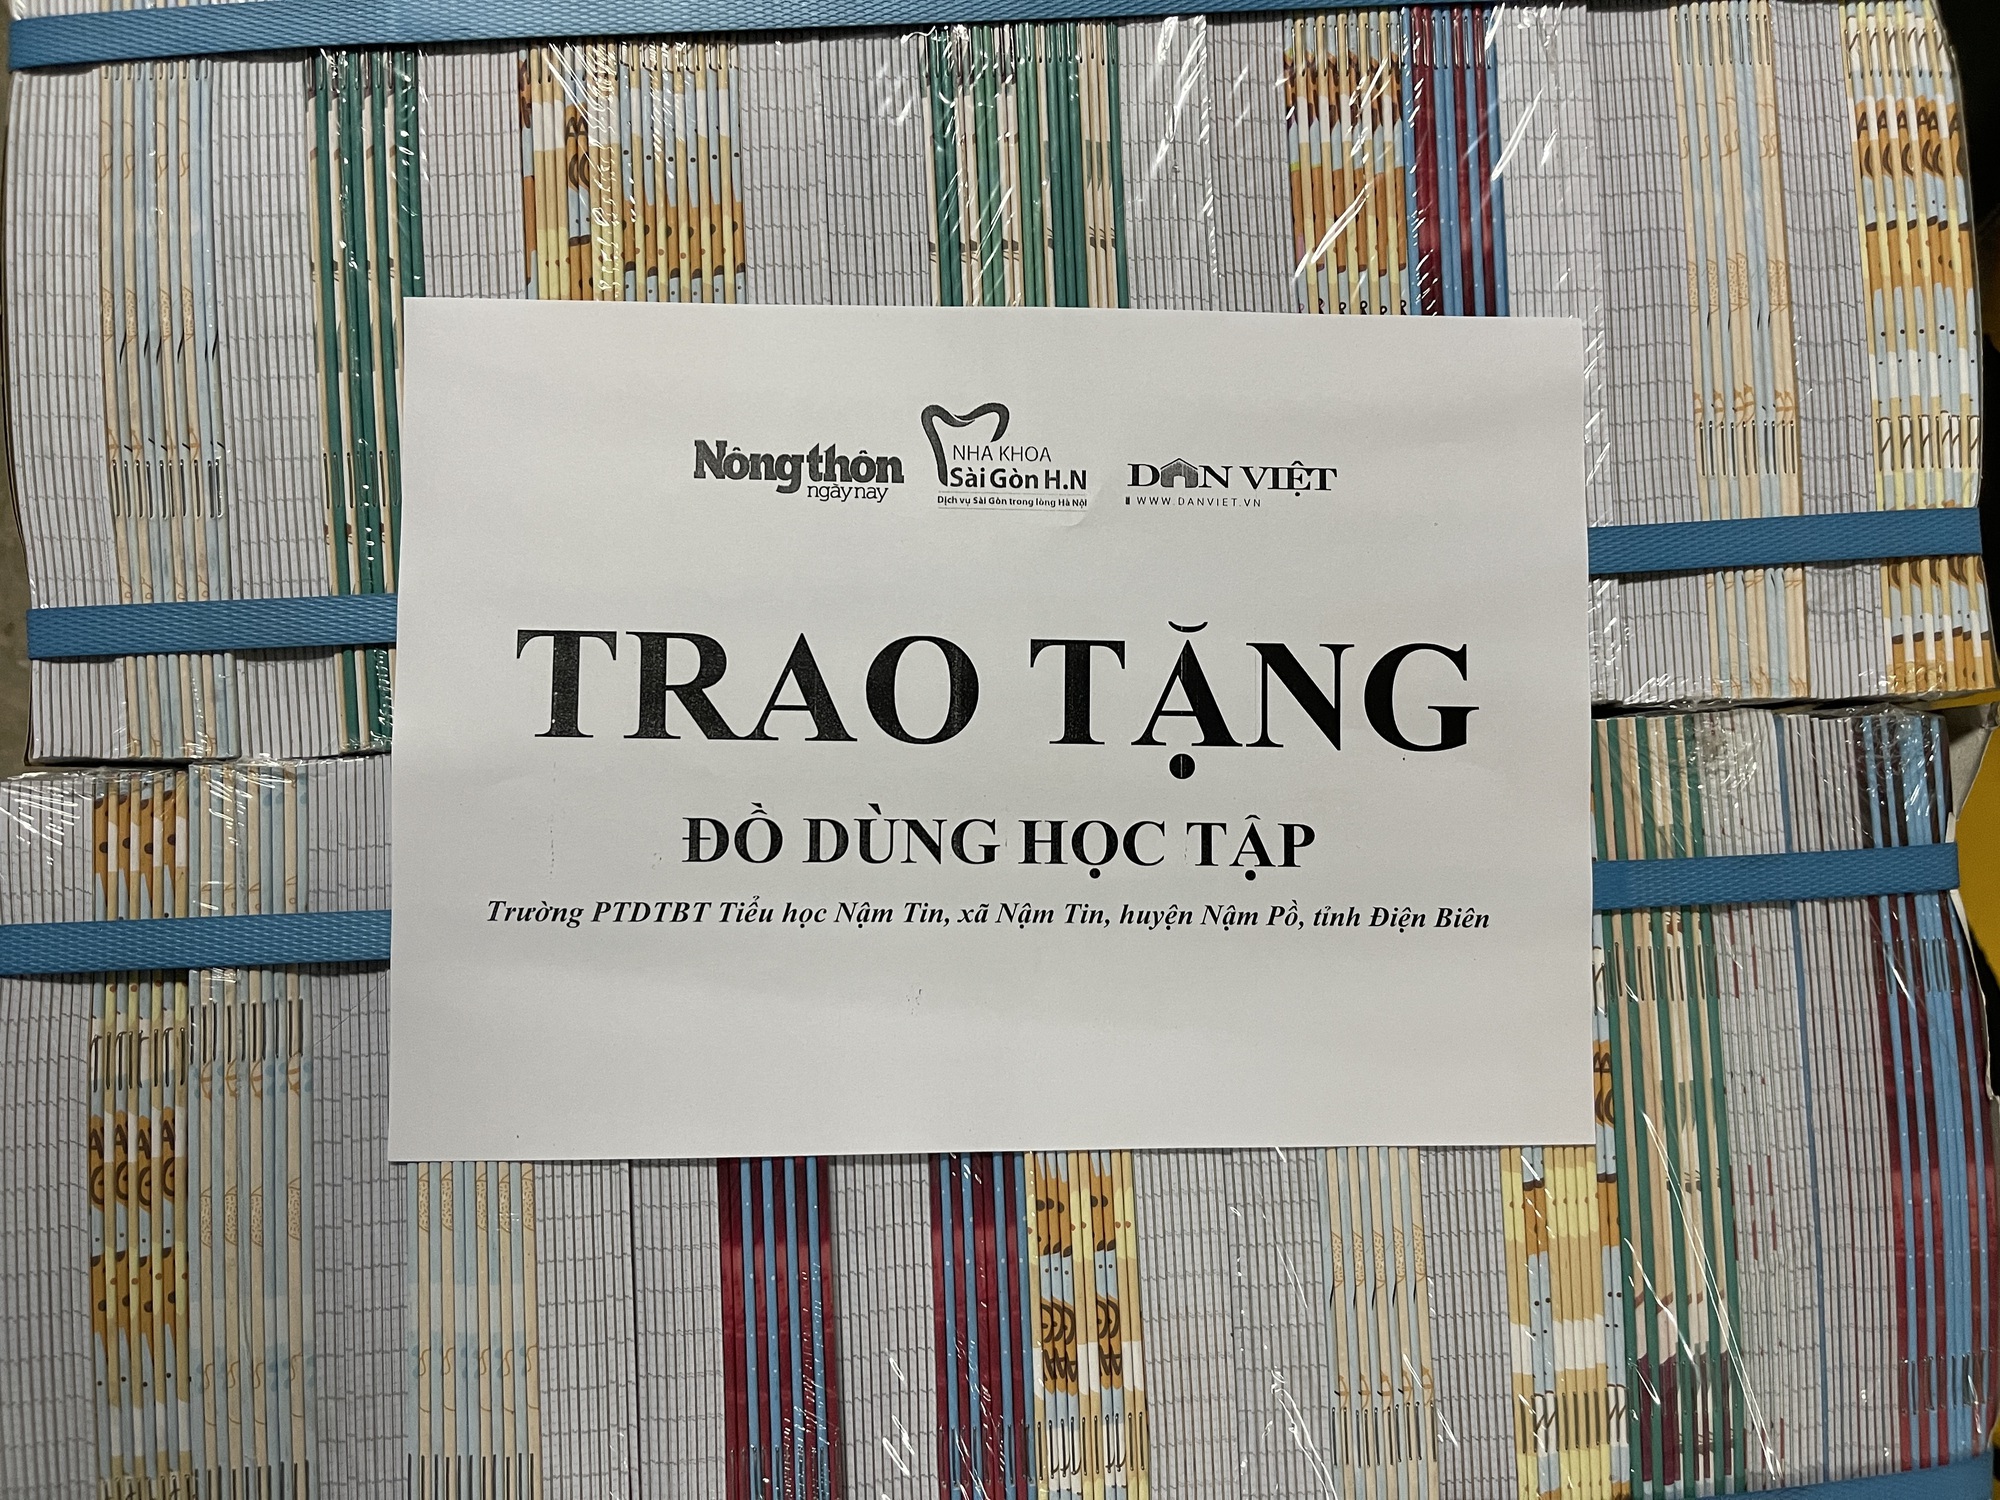 Nông thôn
ngày nay
NHA KHOA
Sài Gòn H.N
Dịch vụ Sài Gòn trong lòng Hà Nội
DÂN VIỆT
WWW.DANVIET.VN
TRAO TẶNG
ĐỒ DÙNG HỌC TẬP
Trường PTDTBT Tiểu học Nậm Tin, xã Nậm Tin, huyện Nậm Pồ, tỉnh Điện Biên